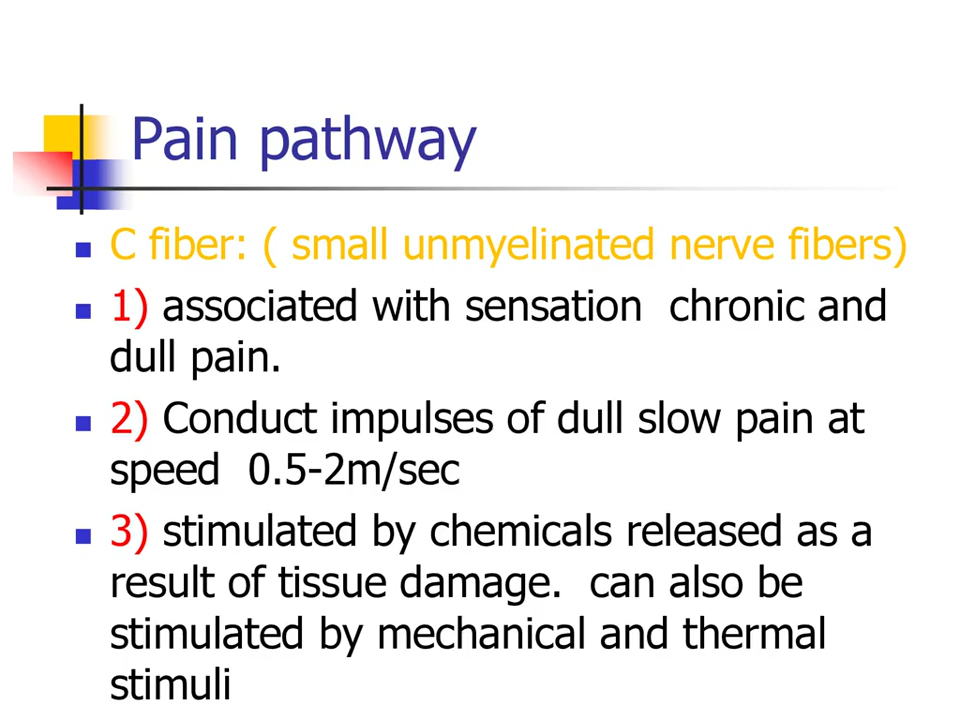 Pain pathway
C fiber: ( small unmyelinated nerve fibers)
1) associated with sensation  chronic and
dull pain.
2) Conduct impulses of dull slow pain at
speed  0.5-2m/sec
3) stimulated by chemicals released as a
result of tissue damage.  can also be
stimulated by mechanical and thermal
stimuli